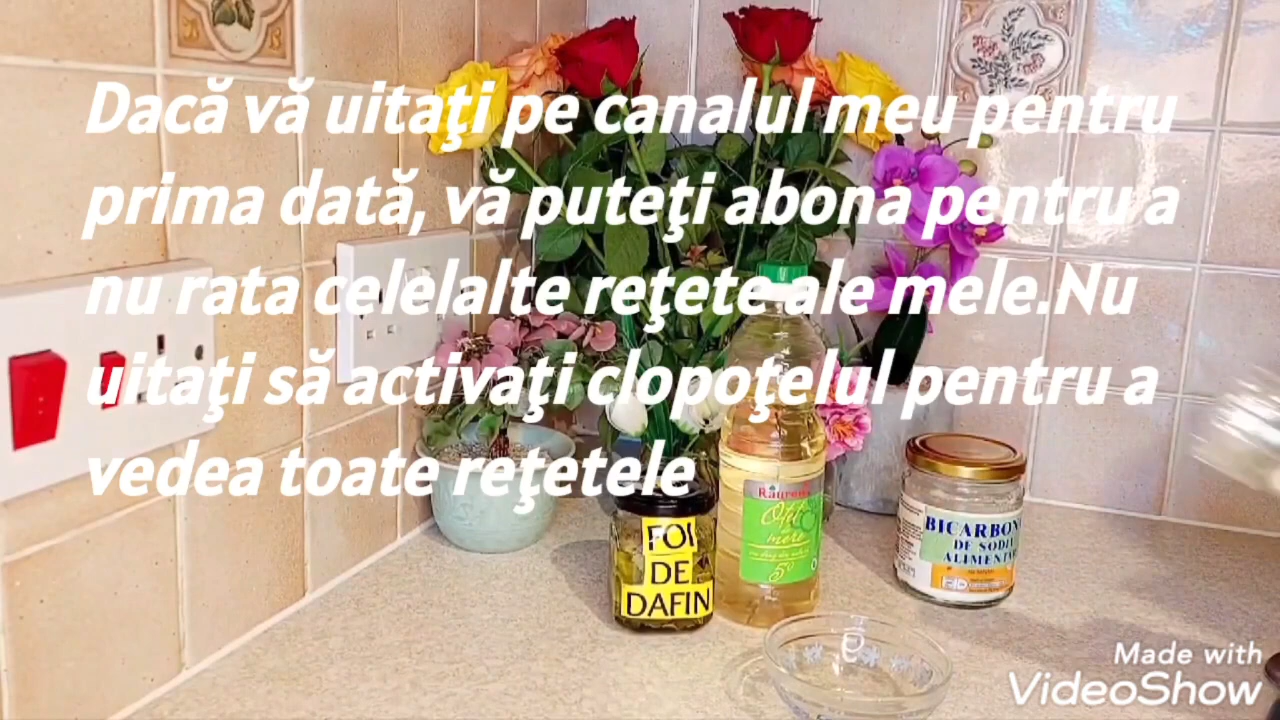 Dacă vă uitaţi pe canalul meu pentru
prima dată, vă puteţi abona pentru a
nu rata celelalte reţete ale mele.Nu
uitaţi să activaţi clopoţelul pentru a
vedea toate reţetele
Oţet
mere
5°
FOI
DE
DAFIN
BICARBON
DE SODIU
ALIMENTAR
Made with
VideoShow